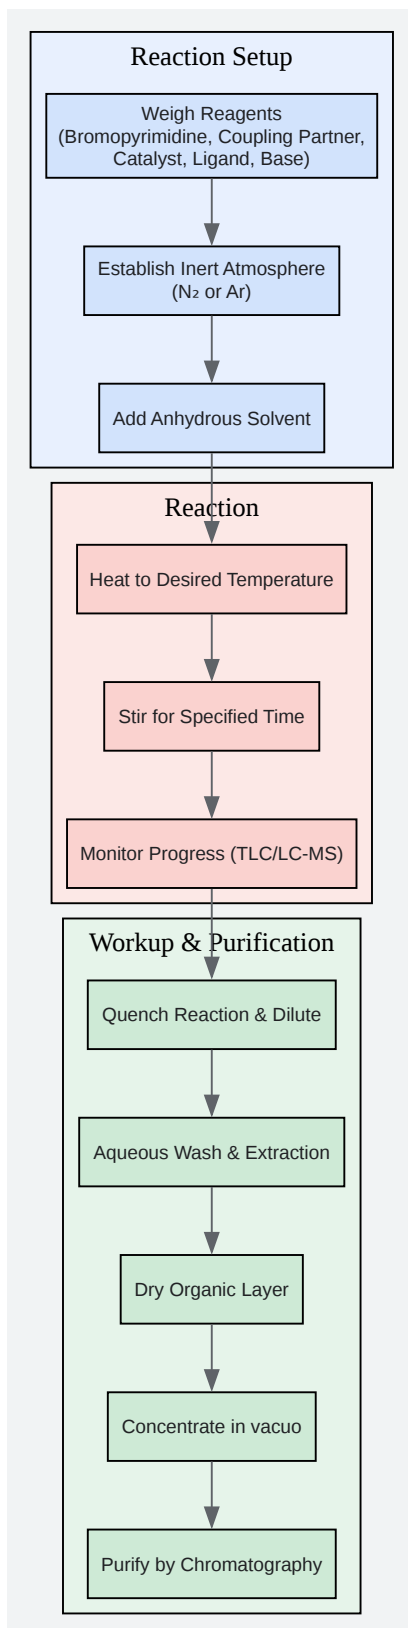 Reaction Setup
Weigh Reagents
(Bromopyrimidine, Coupling Partner,
Catalyst, Ligand, Base)
Establish Inert Atmosphere
(N₂ or Ar)
Add Anhydrous Solvent
Reaction
Heat to Desired Temperature
Stir for Specified Time
Monitor Progress (TLC/LC-MS)
Workup & Purification
Quench Reaction & Dilute
Aqueous Wash & Extraction
Dry Organic Layer
Concentrate in vacuo
Purify by Chromatography